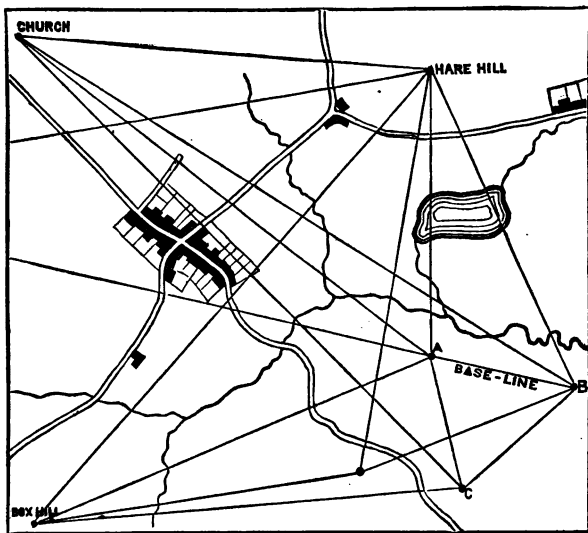 CHURCH
HARE HILL
A
BASE-LINE
B
C
BOX HILL